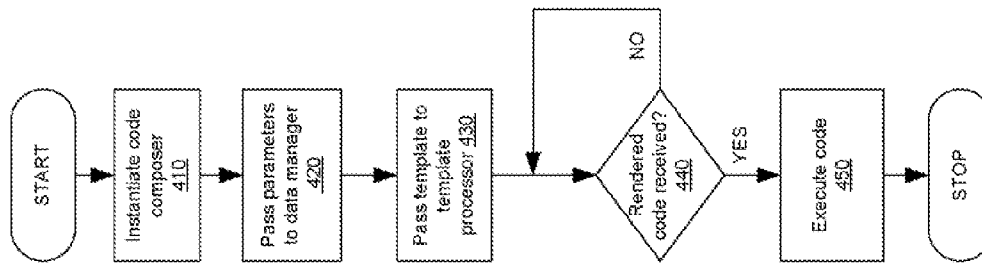 START
Instantiate code
composer
410
Pass parameters
to data manager
420
Pass template to
template
processor 430
Rendered
code received?
440
NO
YES
Execute code
450
STOP